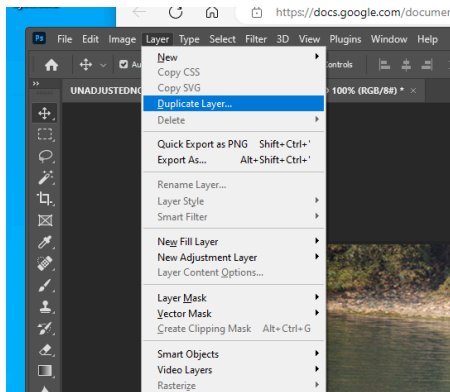 https://docs.google.com/documen
Ps File Edit Image Layer Type Select Filter 3D View Plugins Window Help
Au
Controls
UNADJUSTEDNO
100% (RGB/8#) * ×
New
Copy CSS
Copy SVG
Duplicate Layer...
Delete
Quick Export as PNG Shift+Ctrl+'
Export As... Alt+Shift+Ctrl+'
Rename Layer...
Layer Style
Smart Filter
New Fill Layer
New Adjustment Layer
Layer Content Options...
Layer Mask
Vector Mask
Create Clipping Mask Alt+Ctrl+G
Smart Objects
Video Layers
Rasterize